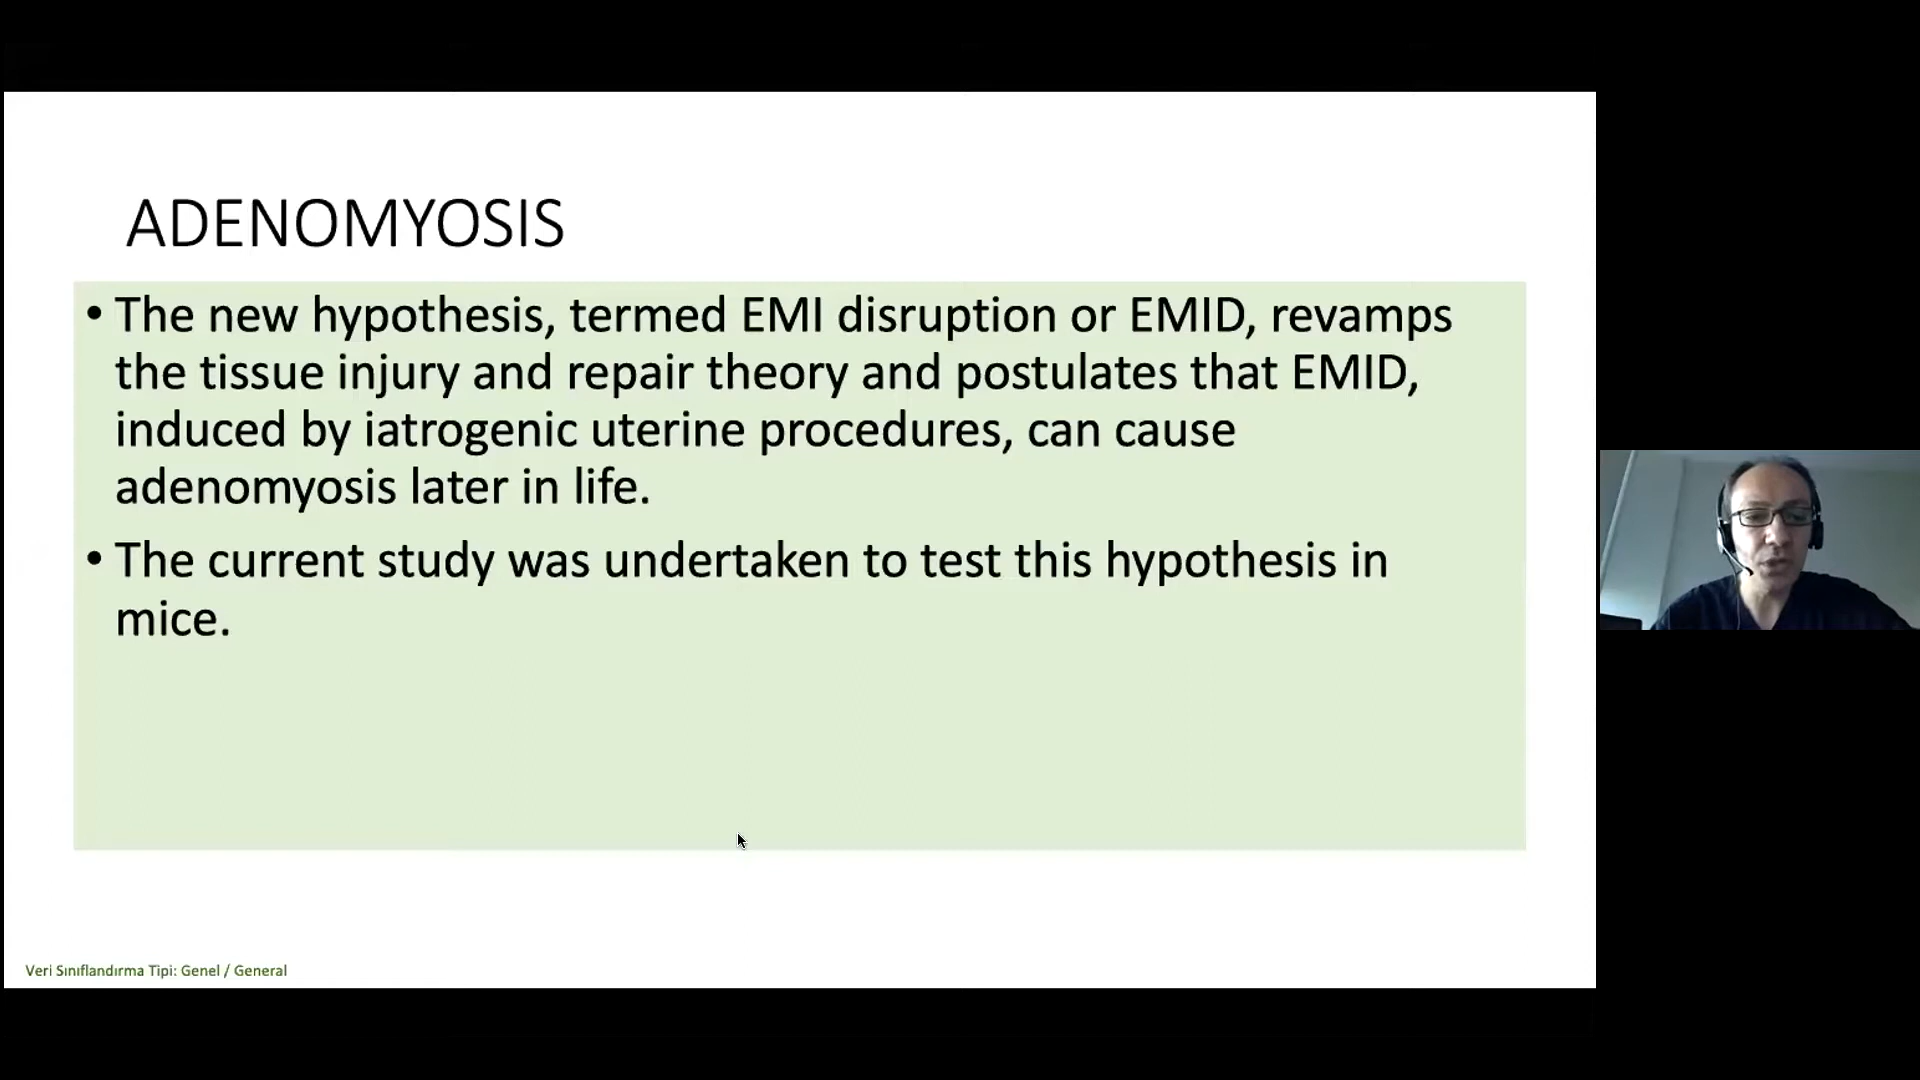 ADENOMYOSIS
• The new hypothesis, termed EMI disruption or EMID, revamps
the tissue injury and repair theory and postulates that EMID,
induced by iatrogenic uterine procedures, can cause
adenomyosis later in life.
• The current study was undertaken to test this hypothesis in
mice.
Veri Sınıflandırma Tipi: Genel / General